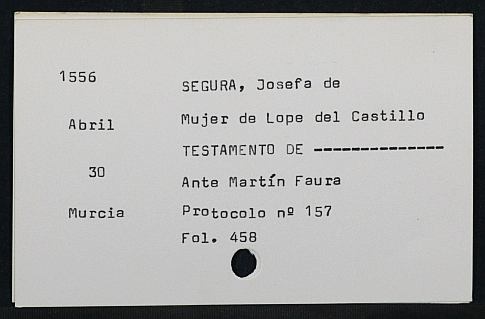 1556
Abril
30
Murcia
SEGURA, Josefa de
Mujer de Lope del Castillo
TESTAMENTO DE --------------
Ante Martín Faura
Protocolo nº 157
Fol. 458